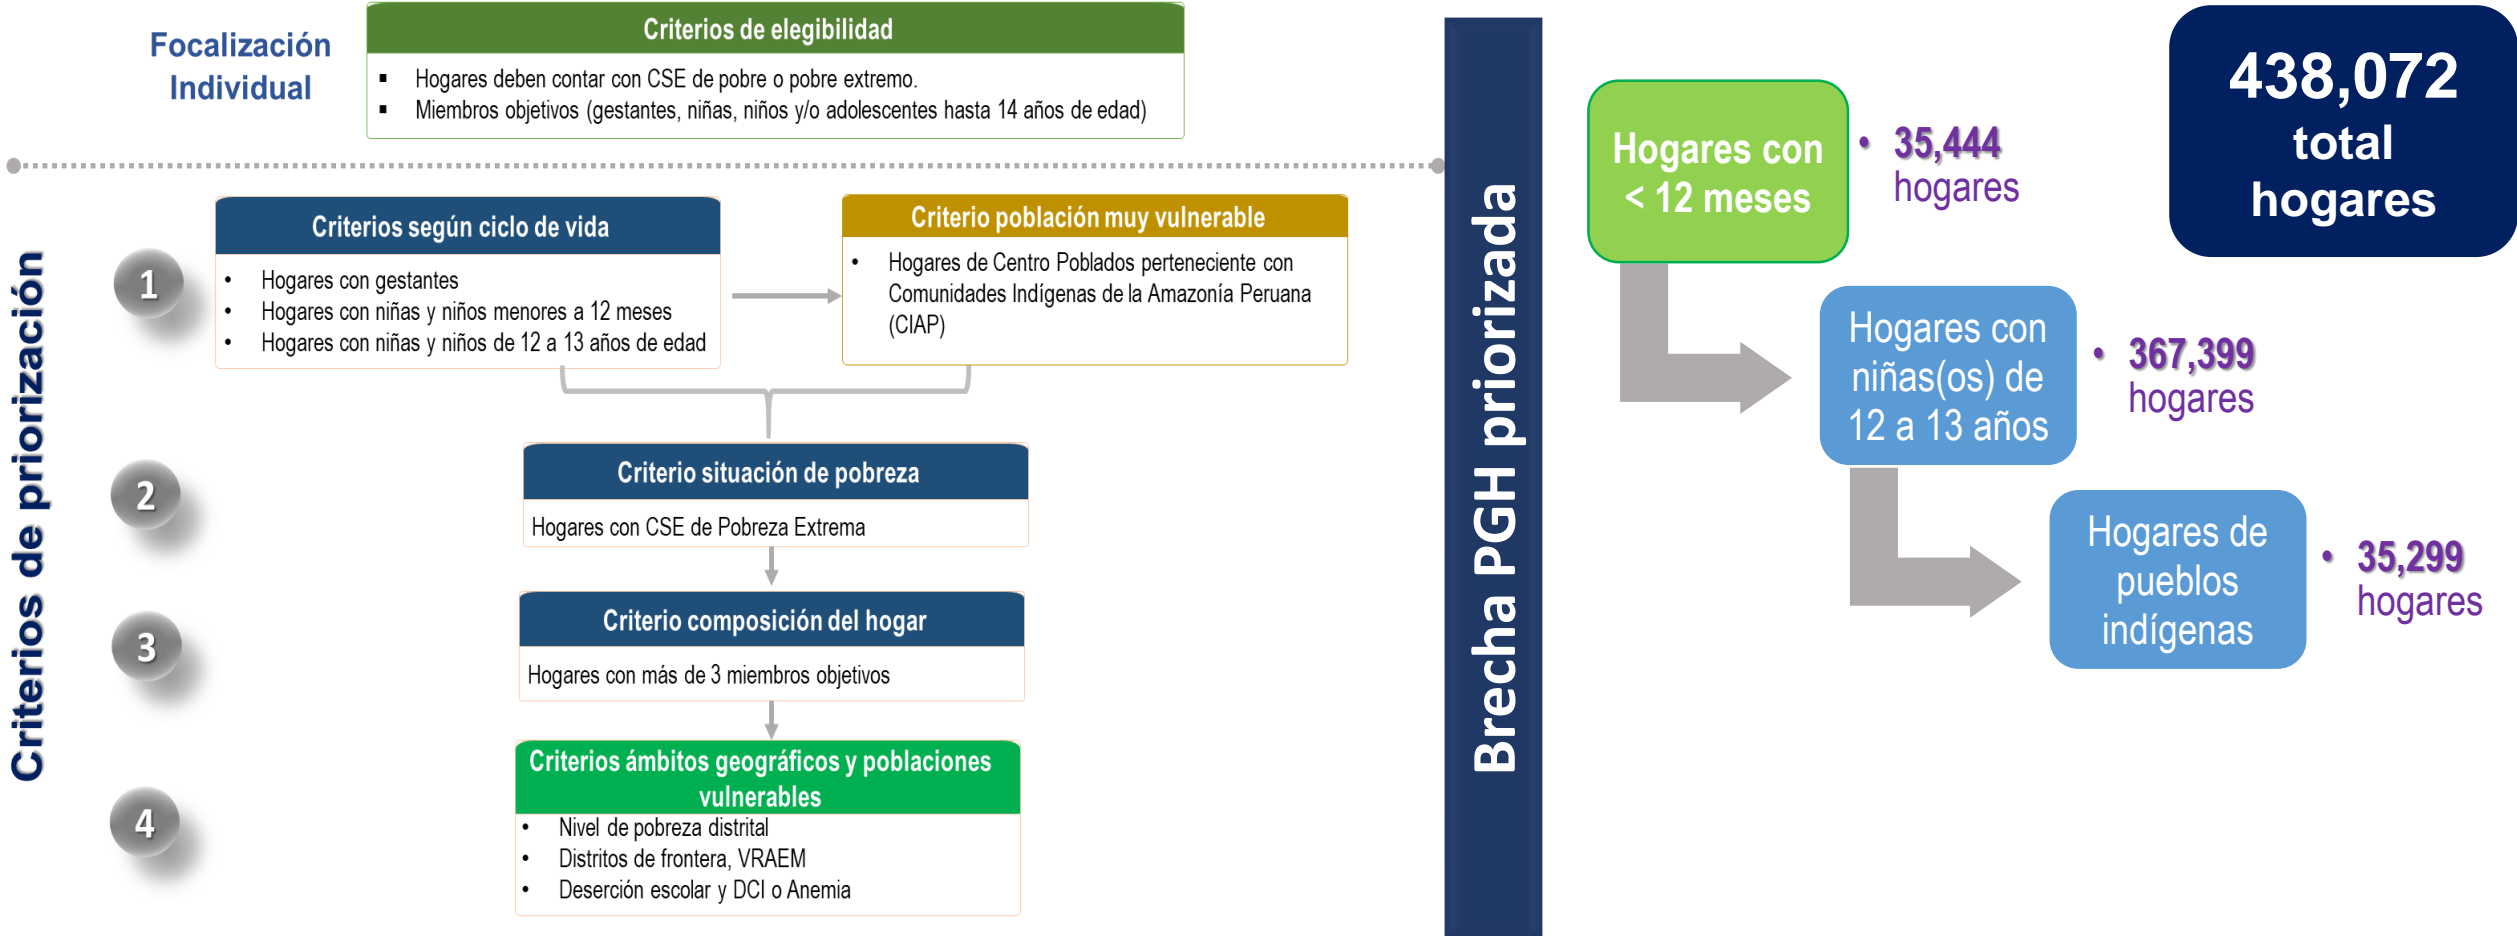 Focalización
Individual
Criterios de elegibilidad
▪ Hogares deben contar con CSE de pobre o pobre extremo.
▪ Miembros objetivos (gestantes, niñas, niños y/o adolescentes hasta 14 años de edad)
Criterios de priorización
1
Criterios según ciclo de vida
• Hogares con gestantes
• Hogares con niñas y niños menores a 12 meses
• Hogares con niñas y niños de 12 a 13 años de edad
Criterio población muy vulnerable
• Hogares de Centro Poblados perteneciente con
Comunidades Indígenas de la Amazonía Peruana
(CIAP)
2
Criterio situación de pobreza
Hogares con CSE de Pobreza Extrema
3
Criterio composición del hogar
Hogares con más de 3 miembros objetivos
4
Criterios ámbitos geográficos y poblaciones
vulnerables
• Nivel de pobreza distrital
• Distritos de frontera, VRAEM
• Deserción escolar y DCI o Anemia
Brecha PGH priorizada
Hogares con
< 12 meses
• 35,444
hogares
438,072
total
hogares
Hogares con
niñas(os) de
12 a 13 años
• 367,399
hogares
Hogares de
pueblos
indígenas
• 35,299
hogares